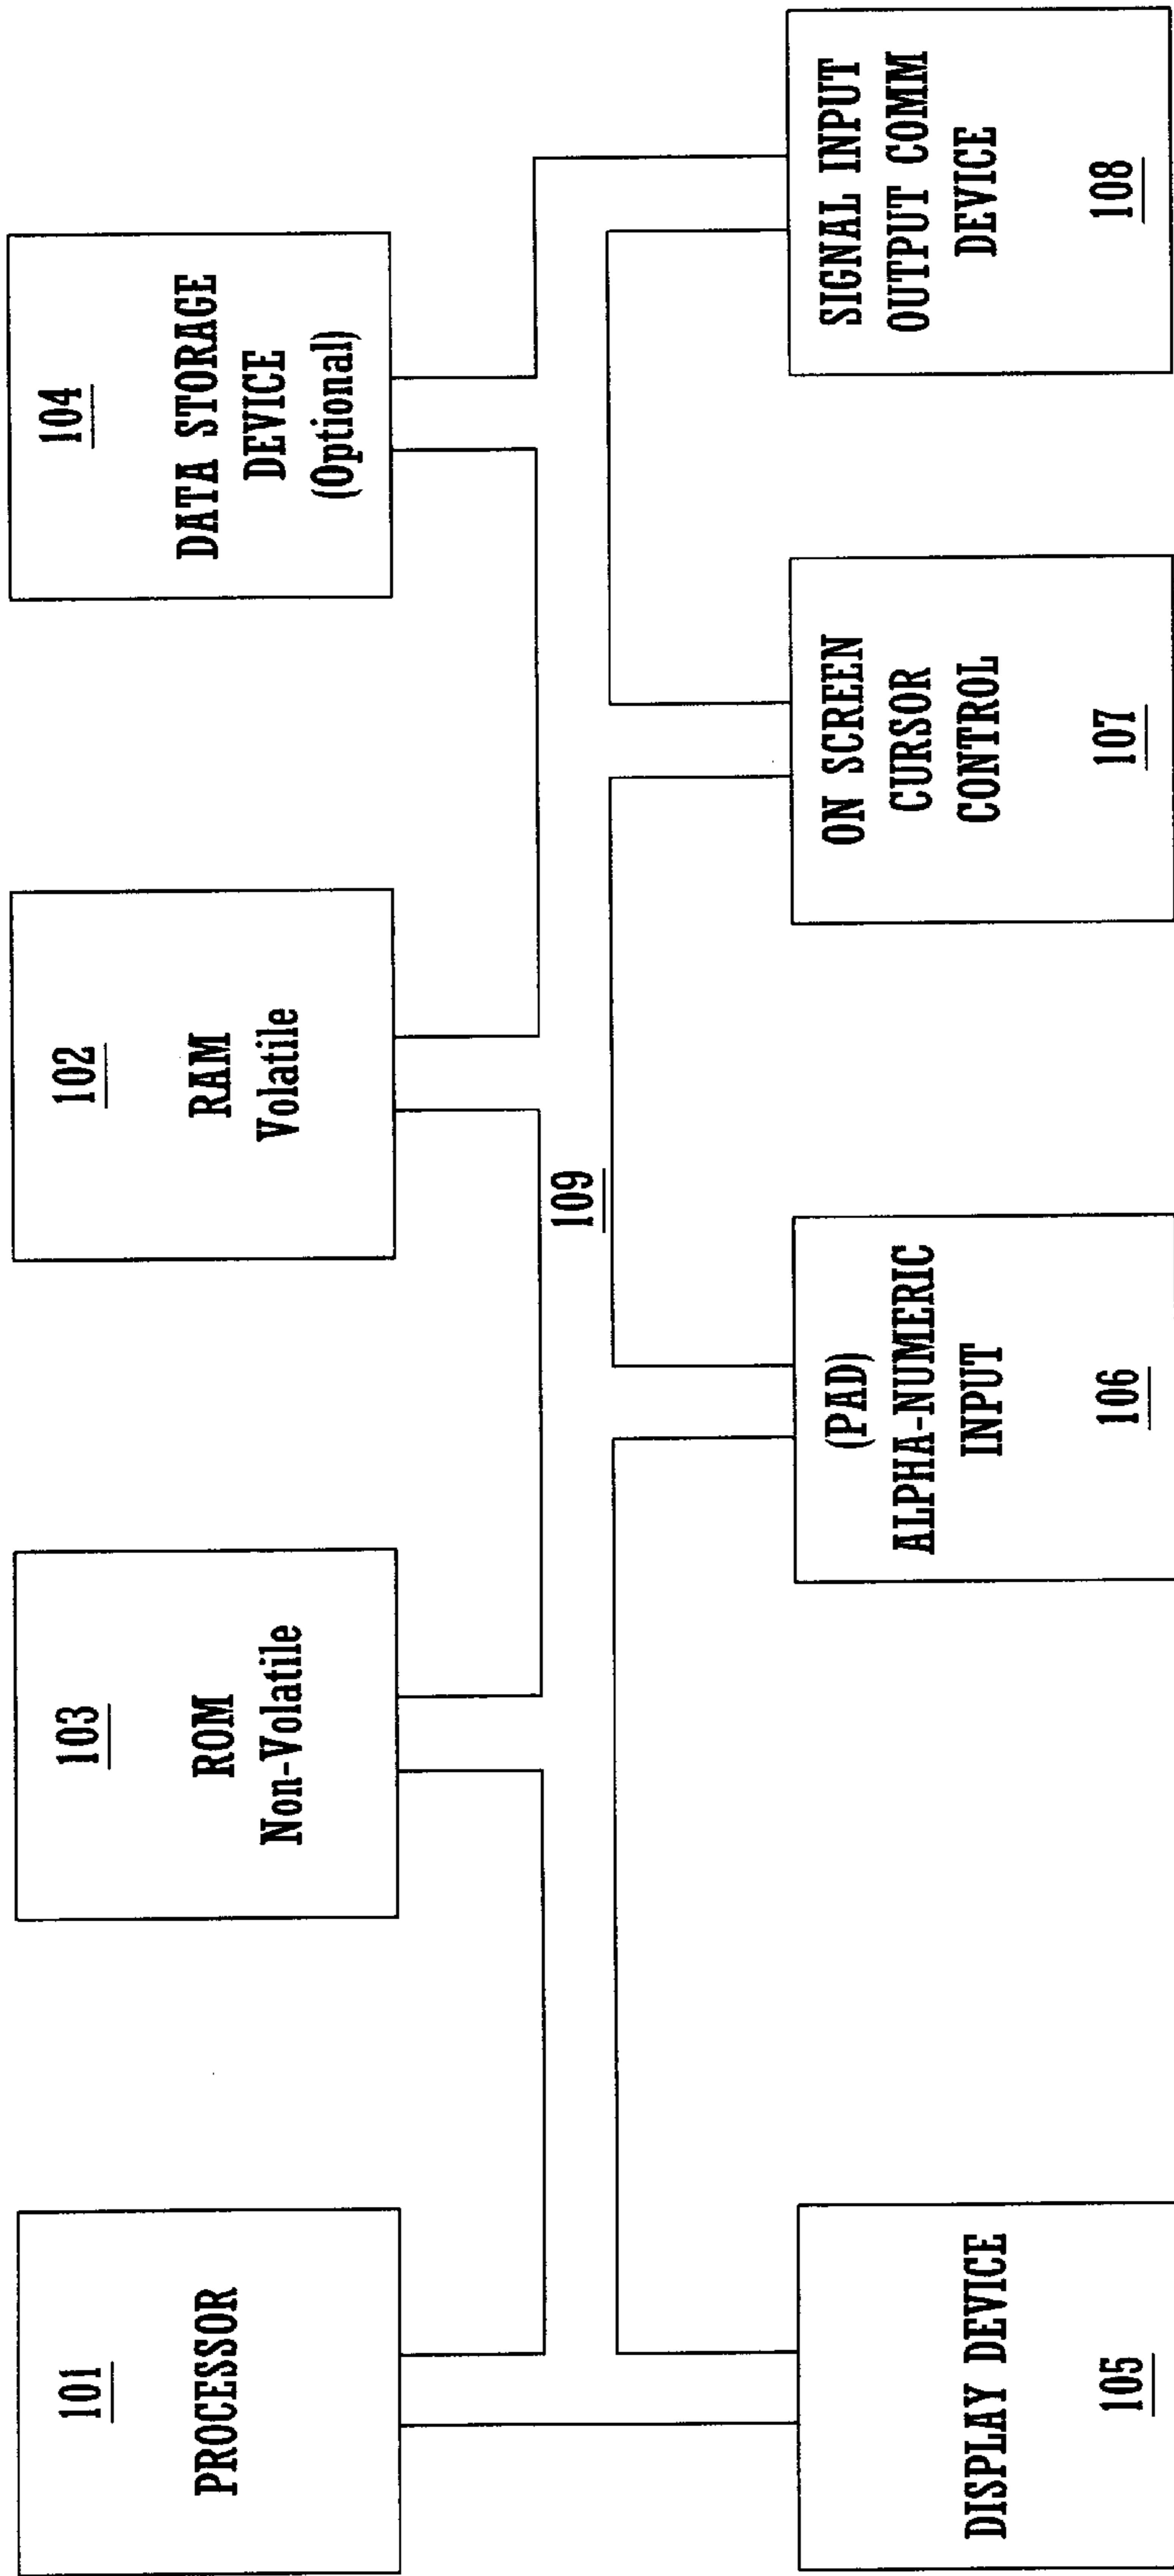 101
PROCESSOR
103
ROM
Non-Volatile
102
RAM
Volatile
104
DATA STORAGE
DEVICE
(Optional)
109
DISPLAY DEVICE
105
(PAD)
ALPHA-NUMERIC
INPUT
106
ON SCREEN
CURSOR
CONTROL
107
SIGNAL INPUT
OUTPUT COMM
DEVICE
108